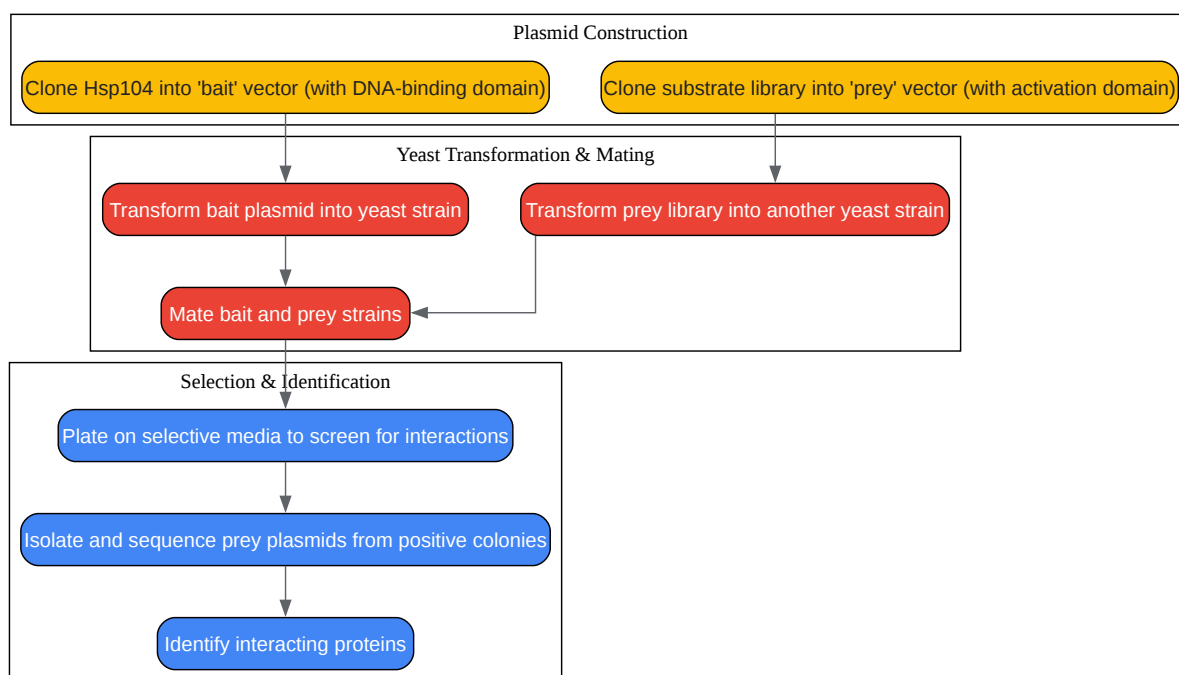 Plasmid Construction
Clone Hsp104 into 'bait' vector (with DNA-binding domain)
Clone substrate library into 'prey' vector (with activation domain)
Yeast Transformation & Mating
Transform bait plasmid into yeast strain
Transform prey library into another yeast strain
Mate bait and prey strains
Selection & Identification
Plate on selective media to screen for interactions
Isolate and sequence prey plasmids from positive colonies
Identify interacting proteins